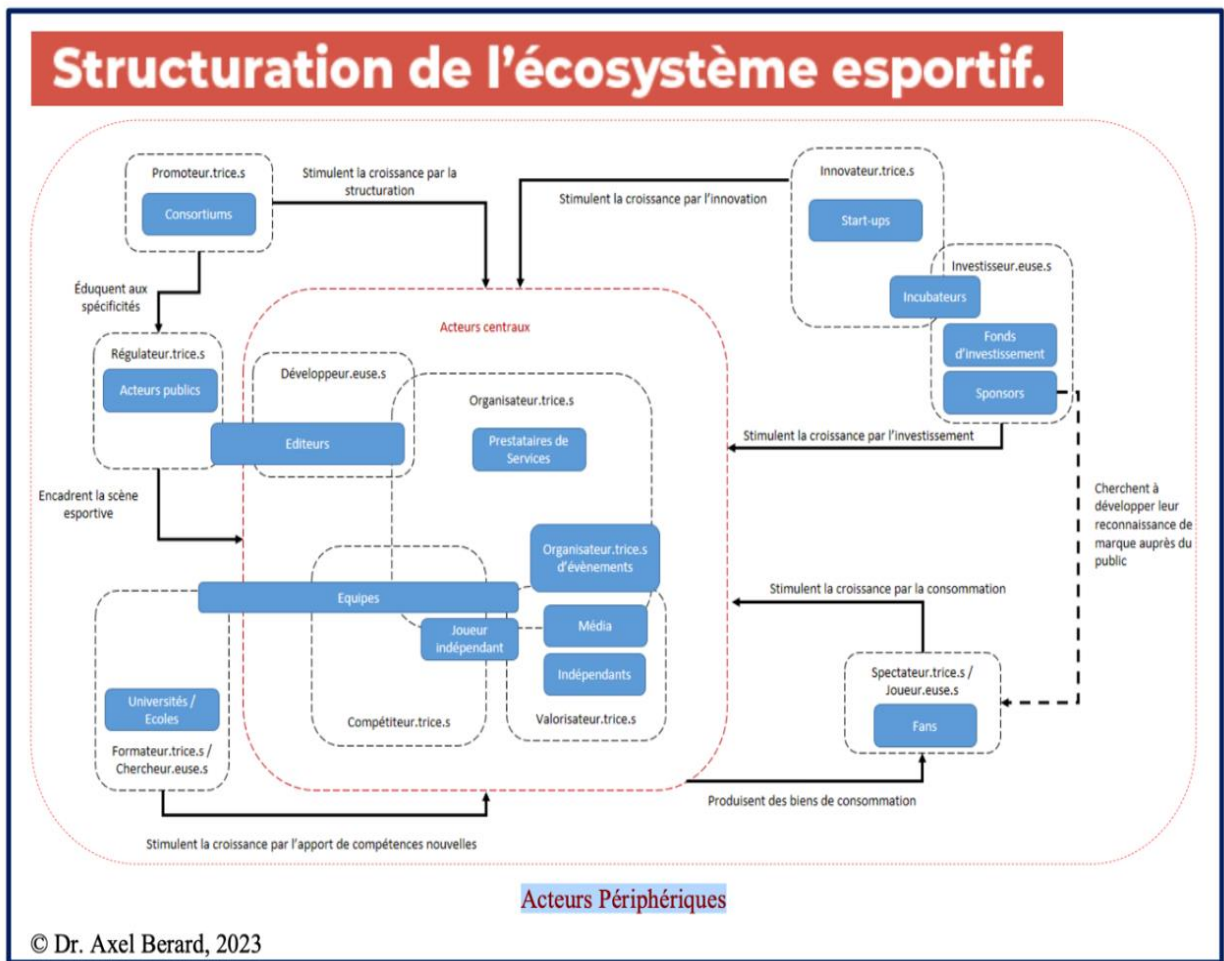 Structuration de l’écosystème esportif.
Promoteur.trice.s
Consortiums
Stimulent la croissance par la
structuration
Stimulent la croissance par l’innovation
Innovateur.trice.s
Start-ups
Investisseur.euse.s
Incubateurs
Fonds
d’investissement
Sponsors
Éduquent aux
spécificités
Acteurs centraux
Régulateur.trice.s
Acteurs publics
Développeur.euse.s
Organisateur.trice.s
Editeurs
Prestataires de
Services
Stimulent la croissance par l’investissement
Encadrent la scène
esportive
Cherchent à
développer leur
reconnaissance de
marque auprès du
public
Organisateur.trice.s
d’évènements
Stimulent la croissance par la consommation
Equipes
Joueur
indépendant
Média
Indépendants
Universités /
Ecoles
Formateur.trice.s /
Chercheur.euse.s
Compétiteur.trice.s
Valorisateur.trice.s
Spectateur.trice.s /
Joueur.euse.s
Fans
Produisent des biens de consommation
Stimulent la croissance par l’apport de compétences nouvelles
Acteurs Périphériques
© Dr. Axel Berard, 2023